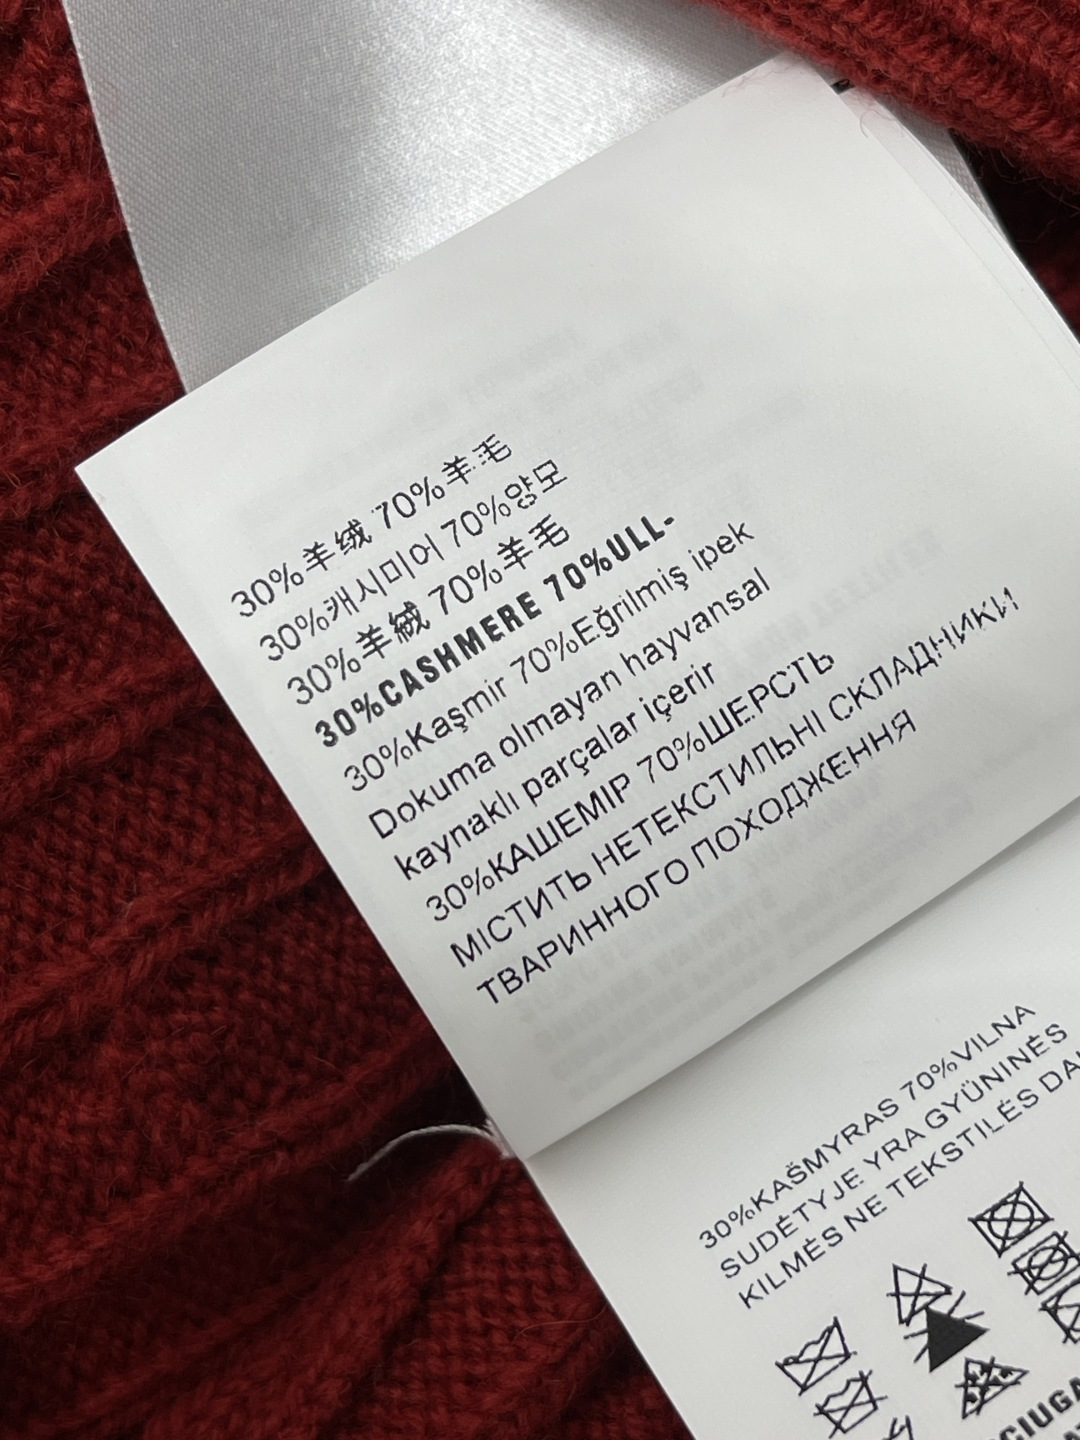 30%羊绒 70%羊毛
30%캐시미어 70%양모
30%羊絨 70%羊毛
30%CASHMERE 70%ULL-
30%Kaşmir 70%Eğrilmiş ipek
Dokuma olmayan hayvansal
kaynaklı parçalar içerir
30%КАШЕМІР 70%ШЕРСТЬ
МІСТИТЬ НЕТЕКСТИЛЬНІ СКЛАДНИКИ
ТВАРИННОГО ПОХОДЖЕННЯ
30%KAŠMYRAS 70%VILNA
SUDĖTYJE YRA GYŪNINĖS
KILMĖS NE TEKSTILĖS